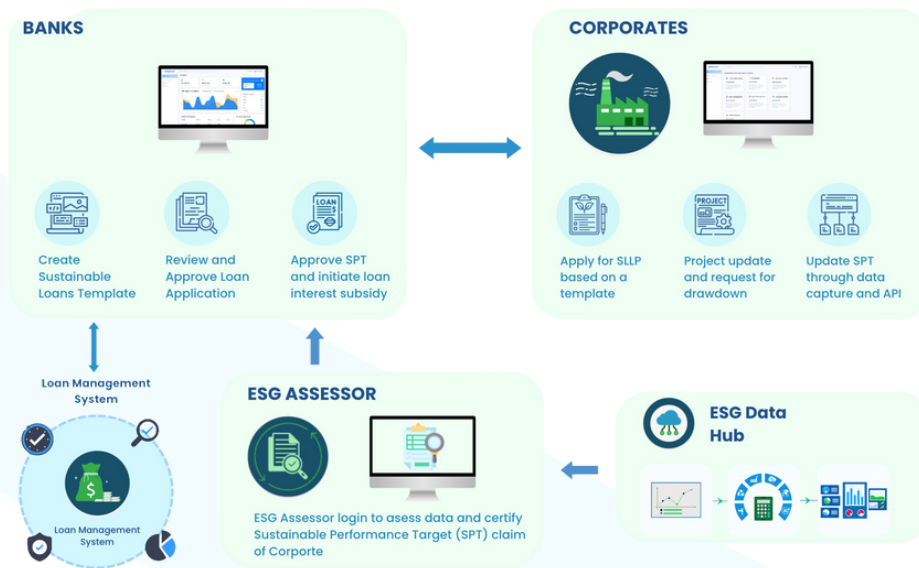 BANKS
CORPORATES
LOAN
PROJECT
Create
Sustainable
Loans Template
Review and
Approve Loan
Application
Approve SPT
and initiate loan
interest subsidy
Apply for SLLP
based on a
template
Project update
and request for
drawdown
Update SPT
through data
capture and API
Loan Management
System
Loan Management
System
ESG ASSESSOR
ESG Assessor login to asess data and certify
Sustainable Performance Target (SPT) claim
of Corporte
ESG Data
Hub